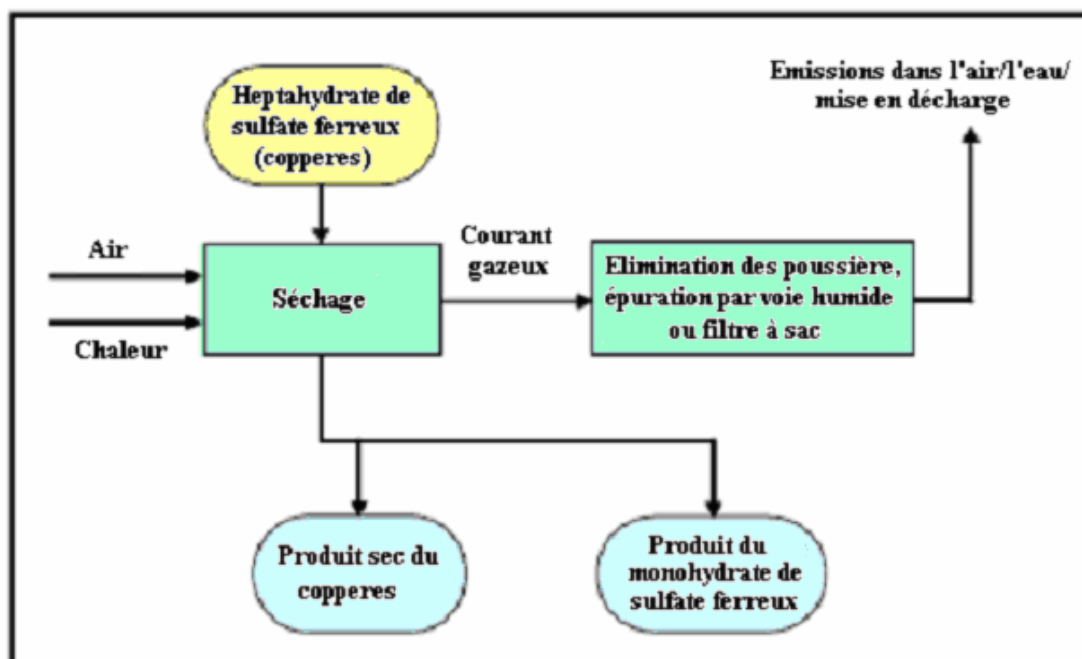 Heptahydrate de
sulfate ferreux
(copperes)
Emissions dans l'air/l'eau/
mise en décharge
Air
Chaleur
Séchage
Courant
gazeux
Elimination des poussière,
épuration par voie humide
ou filtre à sac
Produit sec du
copperes
Produit du
monohydrate de
sulfate ferreux